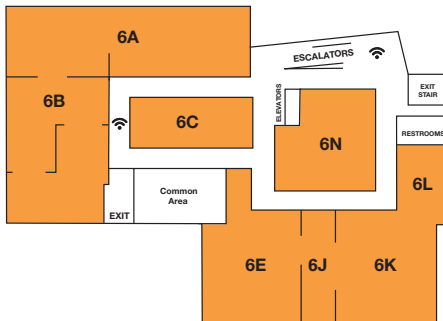 6A
ESCALATORS
EXIT
STAIR
6B
ELEVATORS
6C
RESTROOMS
6N
6L
Common
Area
EXIT
6E
6J
6K